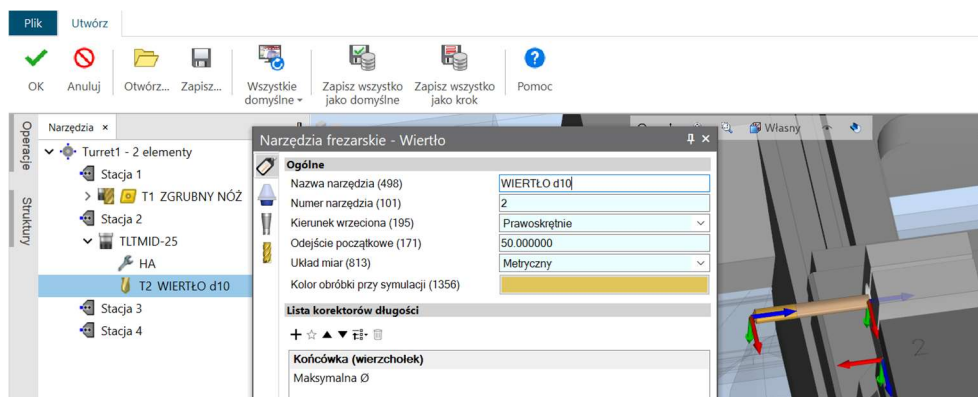 Plik Utwórz
OK Anuluj Otwórz... Zapisz... Wszystkie domyślne Zapisz wszystko jako domyślne Zapisz wszystko jako krok Pomoc
Operacje
Struktury
Narzędzia ×
Turret1 - 2 elementy
Stacja 1
T1 ZGRUBNY NÓŻ
Stacja 2
TLTMID-25
HA
T2 WIERTŁO d10
Stacja 3
Stacja 4
Własny
Narzędzia frezarskie - Wiertło
Ogólne
Nazwa narzędzia (498) WIERTŁO d10
Numer narzędzia (101) 2
Kierunek wrzeciona (195) Prawoskrętnie
Odejście początkowe (171) 50.000000
Układ miar (813) Metryczny
Kolor obróbki przy symulacji (1356)
Lista korektorów długości
Końcówka (wierzchołek)
Maksymalna Ø
2